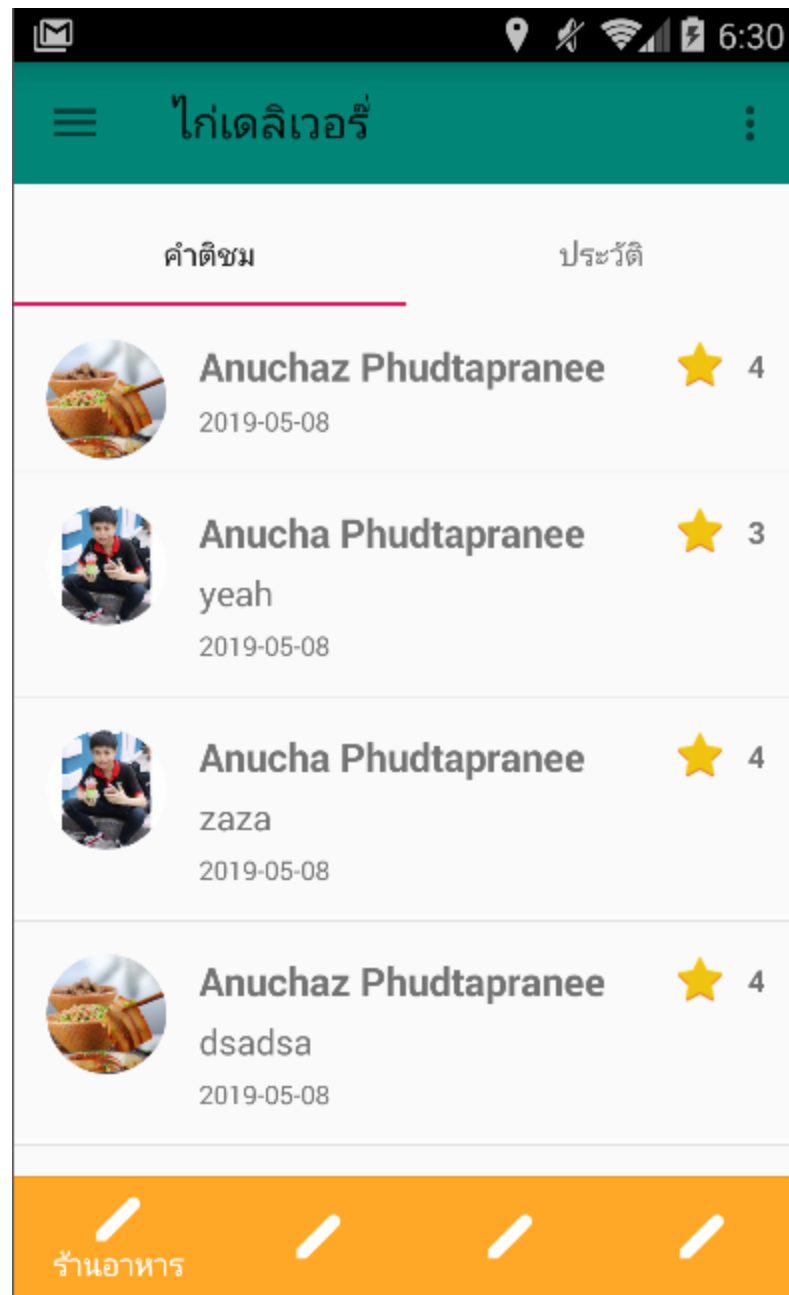 6:30
ไก่เดลิเวอรี่
คำติชม ประวัติ
Anuchaz Phudtapranee 4
2019-05-08
Anucha Phudtapranee 3
yeah
2019-05-08
Anucha Phudtapranee 4
zaza
2019-05-08
Anuchaz Phudtapranee 4
dsadsa
2019-05-08
ร้านอาหาร